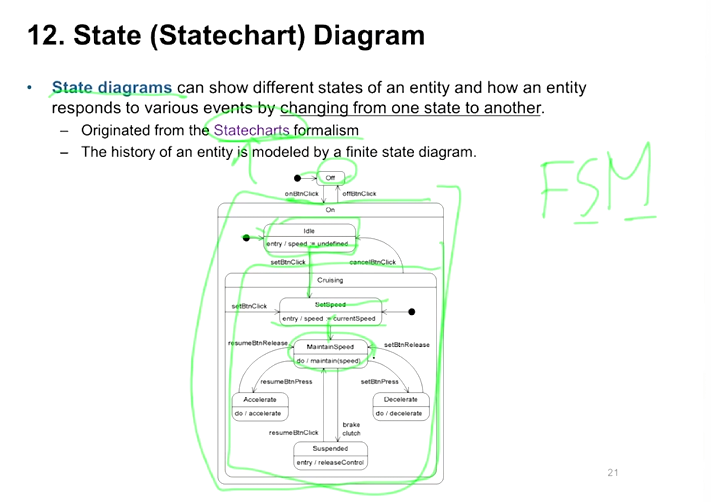 12. State (Statechart) Diagram
• State diagrams can show different states of an entity and how an entity
responds to various events by changing from one state to another.
– Originated from the Statecharts formalism
– The history of an entity is modeled by a finite state diagram.
FSM
Off
onBtnClick
offBtnClick
On
Idle
entry / speed := undefined
setBtnClick
cancelBtnClick
Cruising
setBtnClick
SetSpeed
entry / speed := currentSpeed
resumeBtnRelease
MaintainSpeed
setBtnRelease
do / maintain(speed)
resumeBtnPress
setBtnPress
Accelerate
Decelerate
do / accelerate
do / decelerate
resumeBtnClick
brake
clutch
Suspended
entry / releaseControl
21